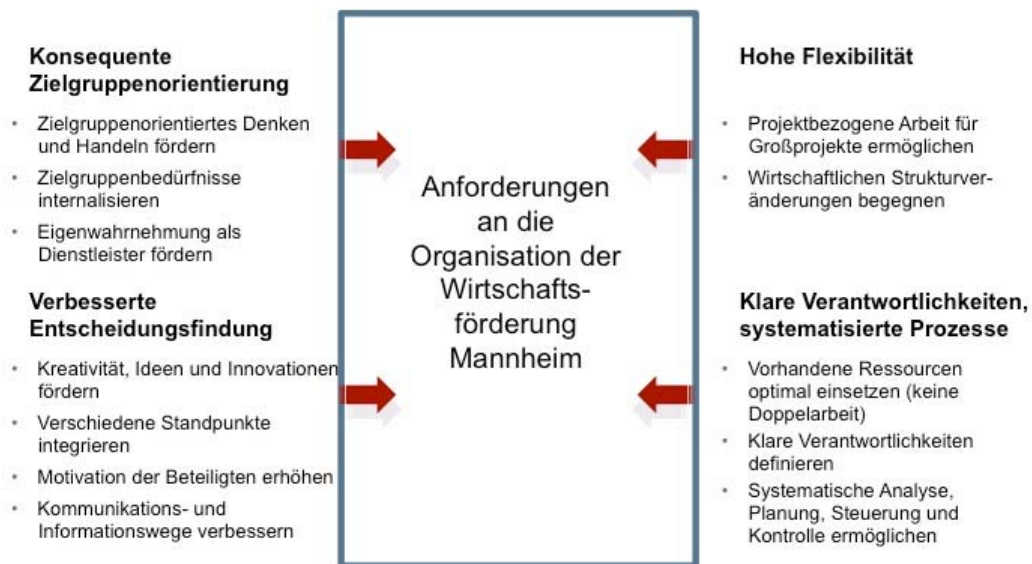 Konsequente
Zielgruppenorientierung
• Zielgruppenorientiertes Denken
und Handeln fördern
• Zielgruppenbedürfnisse
internalisieren
• Eigenwahrnehmung als
Dienstleister fördern
Verbesserte
Entscheidungsfindung
• Kreativität, Ideen und Innovationen
fördern
• Verschiedene Standpunkte
integrieren
• Motivation der Beteiligten erhöhen
• Kommunikations- und
Informationswege verbessern
Anforderungen
an die
Organisation der
Wirtschafts-
förderung
Mannheim
Hohe Flexibilität
• Projektbezogene Arbeit für
Großprojekte ermöglichen
• Wirtschaftlichen Strukturver-
änderungen begegnen
Klare Verantwortlichkeiten,
systematisierte Prozesse
• Vorhandene Ressourcen
optimal einsetzen (keine
Doppelarbeit)
• Klare Verantwortlichkeiten
definieren
• Systematische Analyse,
Planung, Steuerung und
Kontrolle ermöglichen